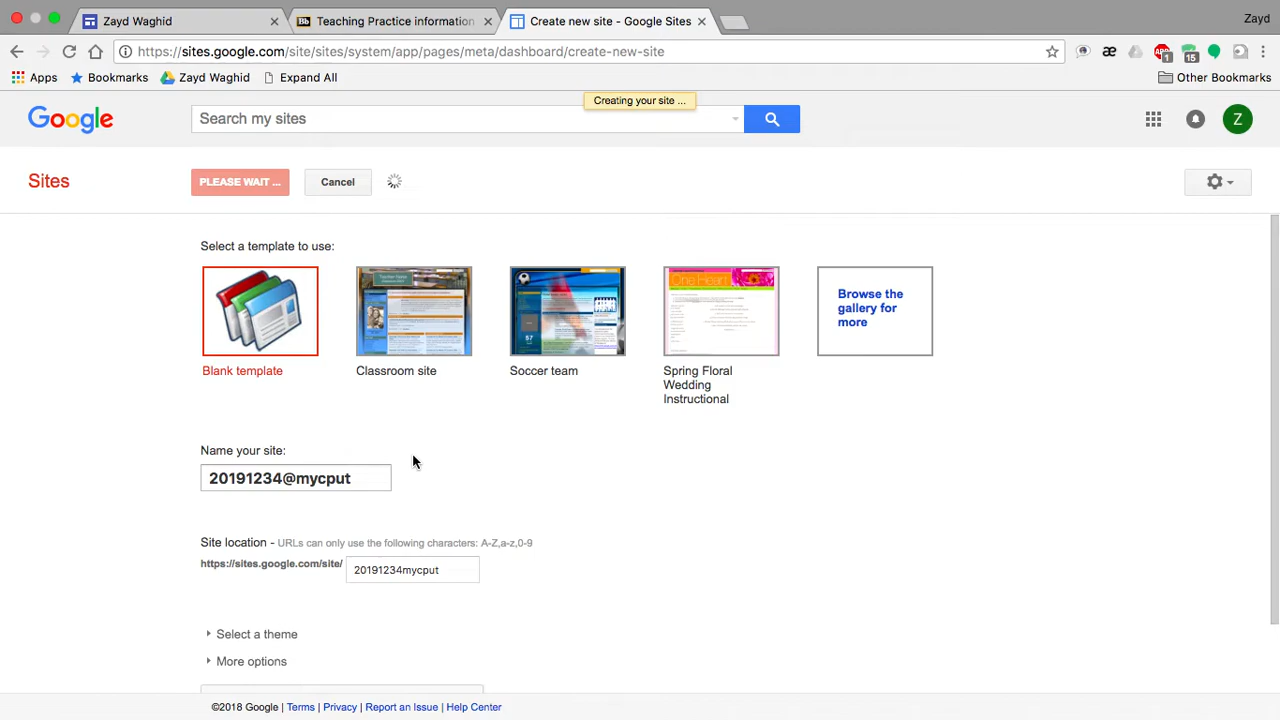 Zayd Waghid
Teaching Practice information
Create new site - Google Sites
Zayd
https://sites.google.com/site/sites/system/app/pages/meta/dashboard/create-new-site
Apps
Bookmarks
Zayd Waghid
Expand All
Other Bookmarks
Creating your site ...
Google
Search my sites
Z
Sites
PLEASE WAIT ...
Cancel
Select a template to use:
One Heart
Browse the
gallery for
more
Blank template
Classroom site
Soccer team
Spring Floral
Wedding
Instructional
Name your site:
20191234@mycput
Site location - URLs can only use the following characters: A-Z,a-z,0-9
https://sites.google.com/site/ 20191234mycput
Select a theme
More options
©2018 Google | Terms | Privacy | Report an Issue | Help Center